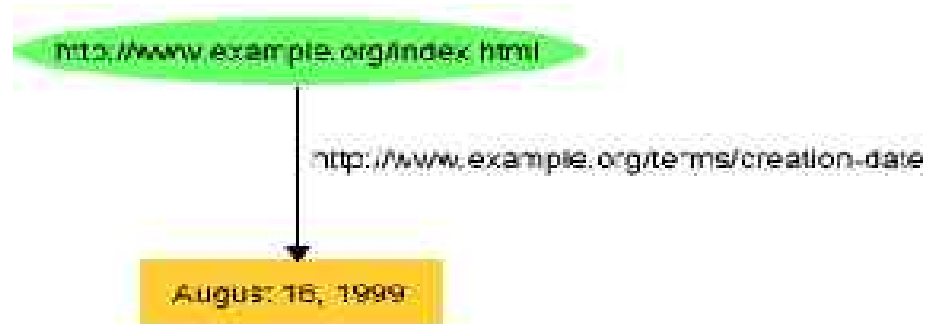 http://www.example.org/index.html
http://www.example.org/terms/creation-date
August 16, 1999